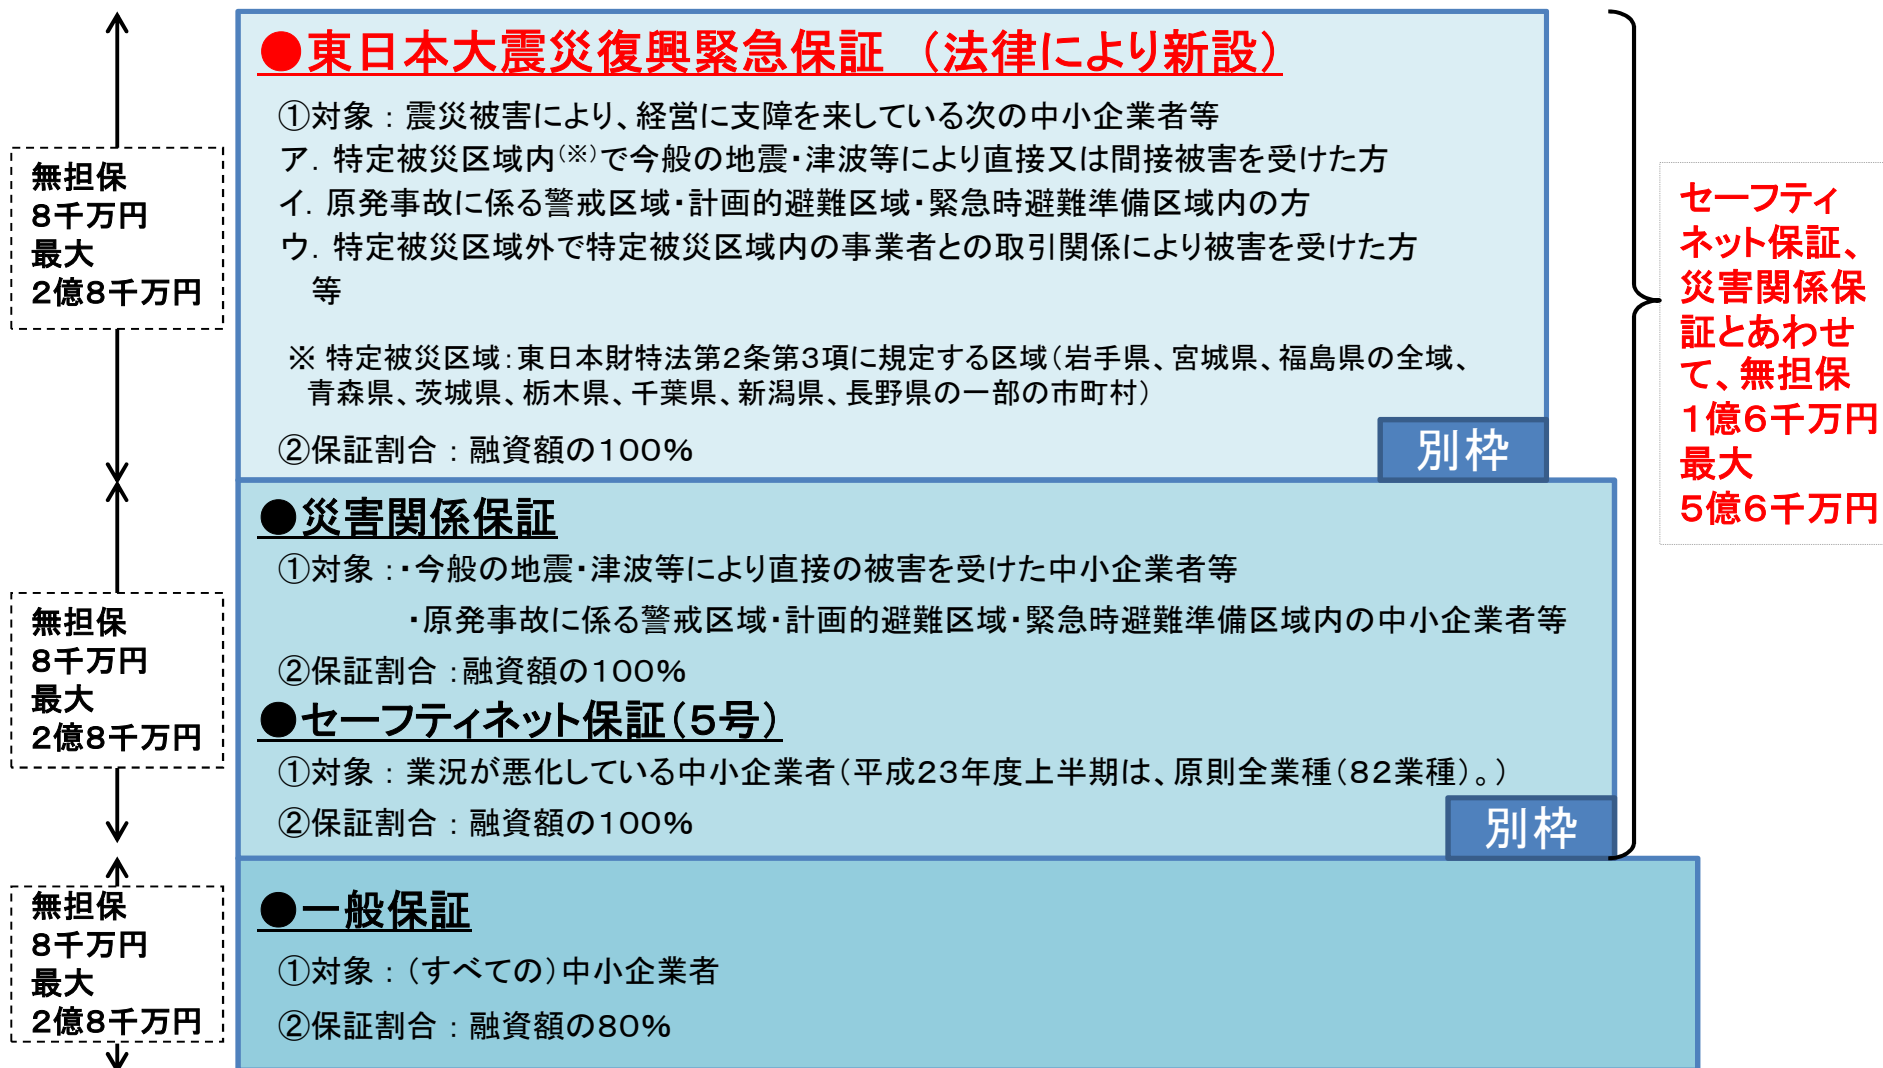 ●東日本大震災復興緊急保証　（法律により新設）
①対象：震災被害により、経営に支障を来している次の中小企業者等
ア．特定被災区域内(※)で今般の地震・津波等により直接又は間接被害を受けた方
イ．原発事故に係る警戒区域・計画的避難区域・緊急時避難準備区域内の方
ウ．特定被災区域外で特定被災区域内の事業者との取引関係により被害を受けた方
等
※ 特定被災区域：東日本財特法第２条第３項に規定する区域（岩手県、宮城県、福島県の全域、
青森県、茨城県、栃木県、千葉県、新潟県、長野県の一部の市町村）
②保証割合：融資額の１００％
別枠
無担保
８千万円
最大
２億８千万円
●災害関係保証
①対象：・今般の地震・津波等により直接の被害を受けた中小企業者等
・原発事故に係る警戒区域・計画的避難区域・緊急時避難準備区域内の中小企業者等
②保証割合：融資額の１００％
●セーフティネット保証（５号）
①対象：業況が悪化している中小企業者（平成２３年度上半期は、原則全業種（８２業種）。）
②保証割合：融資額の１００％
別枠
無担保
８千万円
最大
２億８千万円
●一般保証
①対象：（すべての）中小企業者
②保証割合：融資額の８０％
無担保
８千万円
最大
２億８千万円
セーフティ
ネット保証、
災害関係保
証とあわせ
て、無担保
１億６千万円
最大
５億６千万円